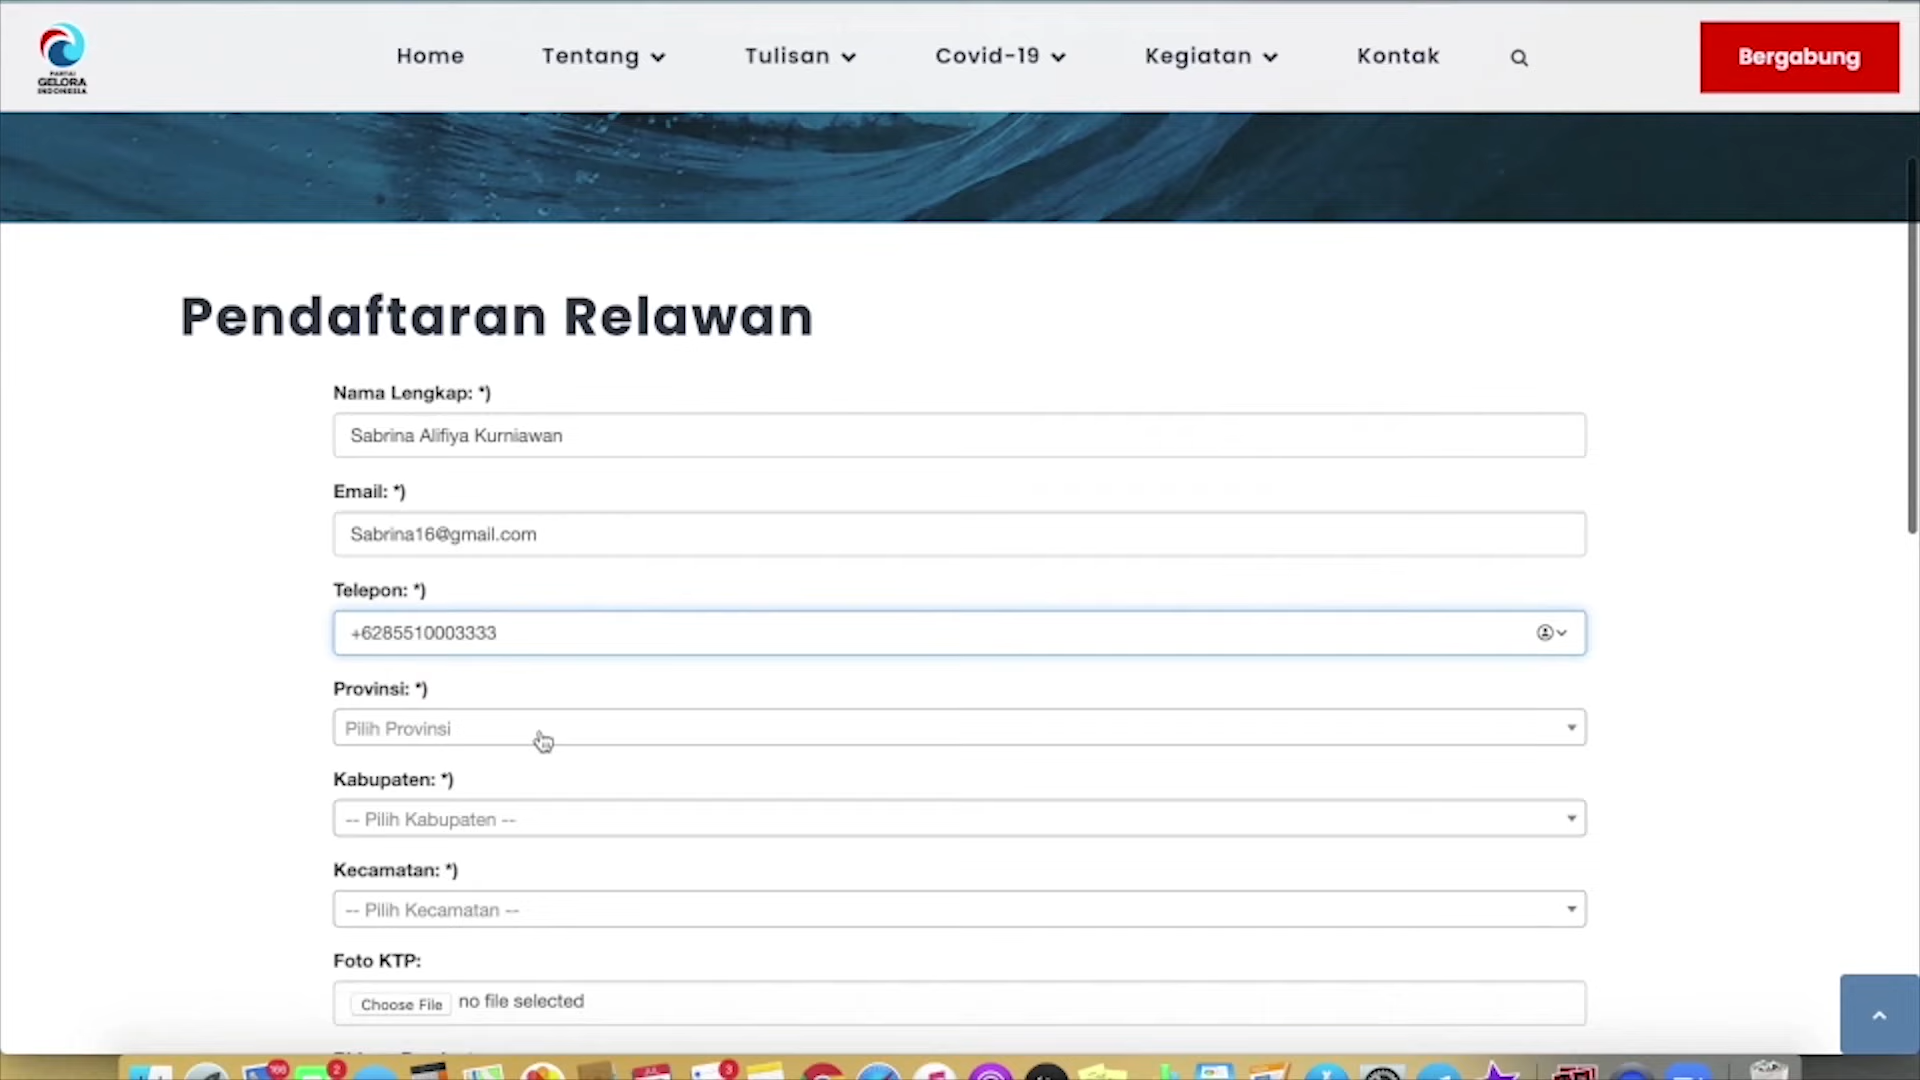 PARTAI
GELORA
INDONESIA
Home
Tentang
Tulisan
Covid-19
Kegiatan
Kontak
Bergabung
Pendaftaran Relawan
Nama Lengkap: *)
Sabrina Alifiya Kurniawan
Email: *)
Sabrina16@gmail.com
Telepon: *)
+6285510003333
Provinsi: *)
Pilih Provinsi
Kabupaten: *)
-- Pilih Kabupaten --
Kecamatan: *)
-- Pilih Kecamatan --
Foto KTP:
Choose File no file selected
2
3